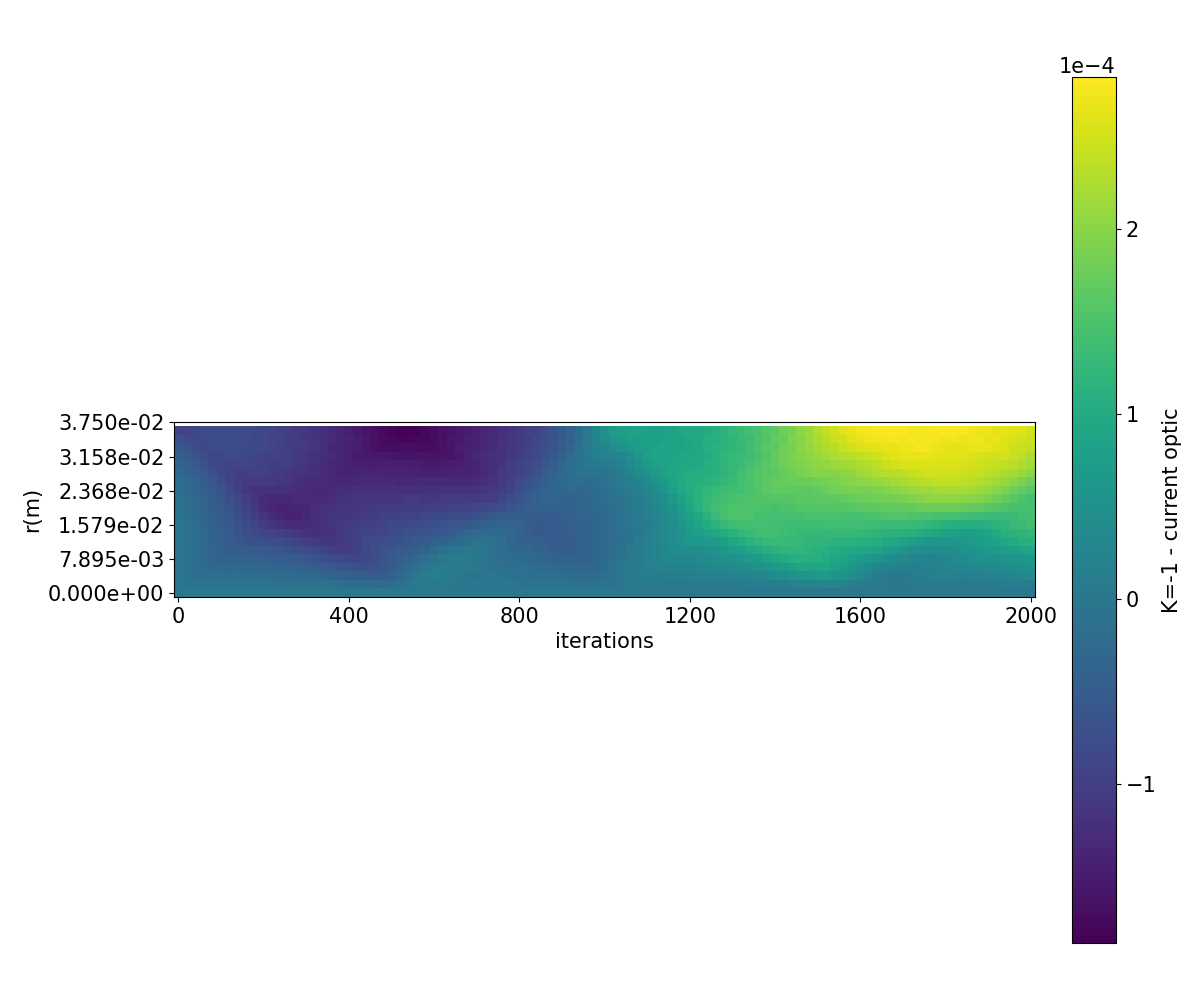 1e−4
2
1
0
−1
K=-1 - current optic
3.750e-02
3.158e-02
2.368e-02
1.579e-02
7.895e-03
0.000e+00
r(m)
0 400 800 1200 1600 2000
iterations